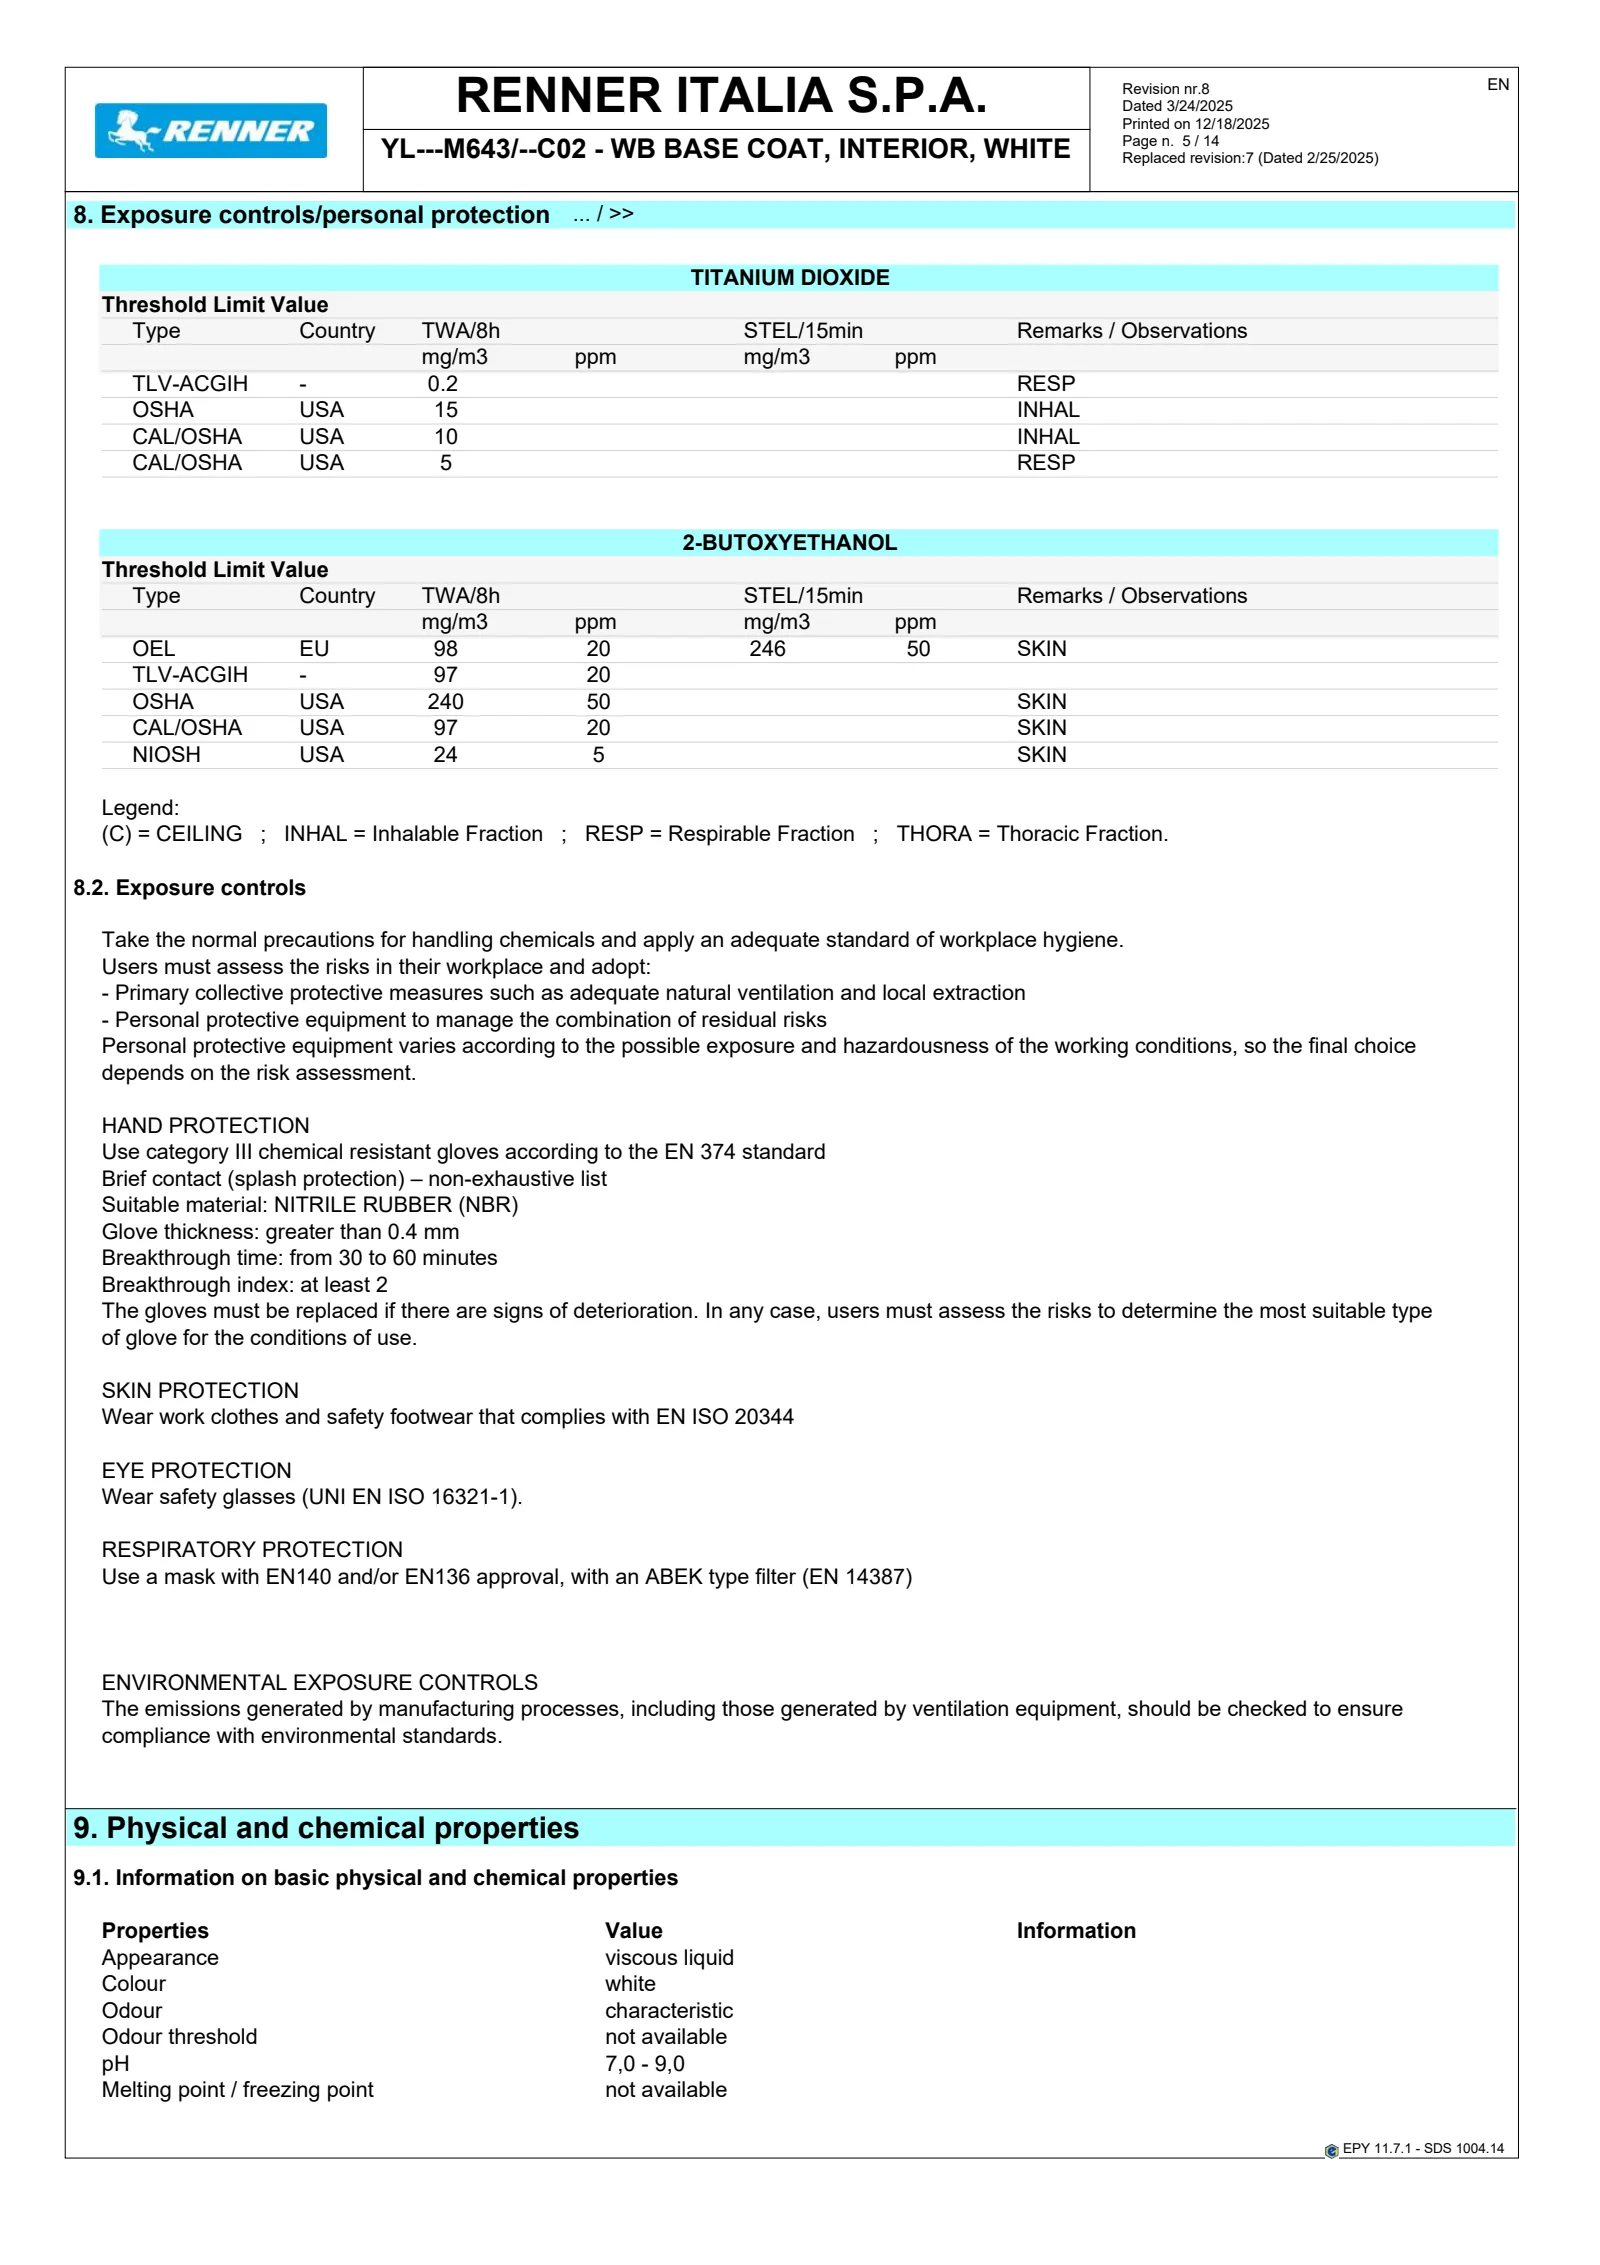 RENNER
RENNER ITALIA S.P.A.
YL---M643/--C02 - WB BASE COAT, INTERIOR, WHITE
Revision nr.8
Dated 3/24/2025
Printed on 12/18/2025
Page n. 5 / 14
Replaced revision:7 (Dated 2/25/2025)
EN
8. Exposure controls/personal protection ... / >>
TITANIUM DIOXIDE
Threshold Limit Value
Type Country TWA/8h STEL/15min Remarks / Observations
mg/m3 ppm mg/m3 ppm
TLV-ACGIH - 0.2 RESP
OSHA USA 15 INHAL
CAL/OSHA USA 10 INHAL
CAL/OSHA USA 5 RESP
2-BUTOXYETHANOL
Threshold Limit Value
Type Country TWA/8h STEL/15min Remarks / Observations
mg/m3 ppm mg/m3 ppm
OEL EU 98 20 246 50 SKIN
TLV-ACGIH - 97 20
OSHA USA 240 50 SKIN
CAL/OSHA USA 97 20 SKIN
NIOSH USA 24 5 SKIN
Legend:
(C) = CEILING ; INHAL = Inhalable Fraction ; RESP = Respirable Fraction ; THORA = Thoracic Fraction.
8.2. Exposure controls
Take the normal precautions for handling chemicals and apply an adequate standard of workplace hygiene.
Users must assess the risks in their workplace and adopt:
- Primary collective protective measures such as adequate natural ventilation and local extraction
- Personal protective equipment to manage the combination of residual risks
Personal protective equipment varies according to the possible exposure and hazardousness of the working conditions, so the final choice
depends on the risk assessment.
HAND PROTECTION
Use category III chemical resistant gloves according to the EN 374 standard
Brief contact (splash protection) – non-exhaustive list
Suitable material: NITRILE RUBBER (NBR)
Glove thickness: greater than 0.4 mm
Breakthrough time: from 30 to 60 minutes
Breakthrough index: at least 2
The gloves must be replaced if there are signs of deterioration. In any case, users must assess the risks to determine the most suitable type
of glove for the conditions of use.
SKIN PROTECTION
Wear work clothes and safety footwear that complies with EN ISO 20344
EYE PROTECTION
Wear safety glasses (UNI EN ISO 16321-1).
RESPIRATORY PROTECTION
Use a mask with EN140 and/or EN136 approval, with an ABEK type filter (EN 14387)
ENVIRONMENTAL EXPOSURE CONTROLS
The emissions generated by manufacturing processes, including those generated by ventilation equipment, should be checked to ensure
compliance with environmental standards.
9. Physical and chemical properties
9.1. Information on basic physical and chemical properties
Properties Value Information
Appearance viscous liquid
Colour white
Odour characteristic
Odour threshold not available
pH 7,0 - 9,0
Melting point / freezing point not available
EPY 11.7.1 - SDS 1004.14